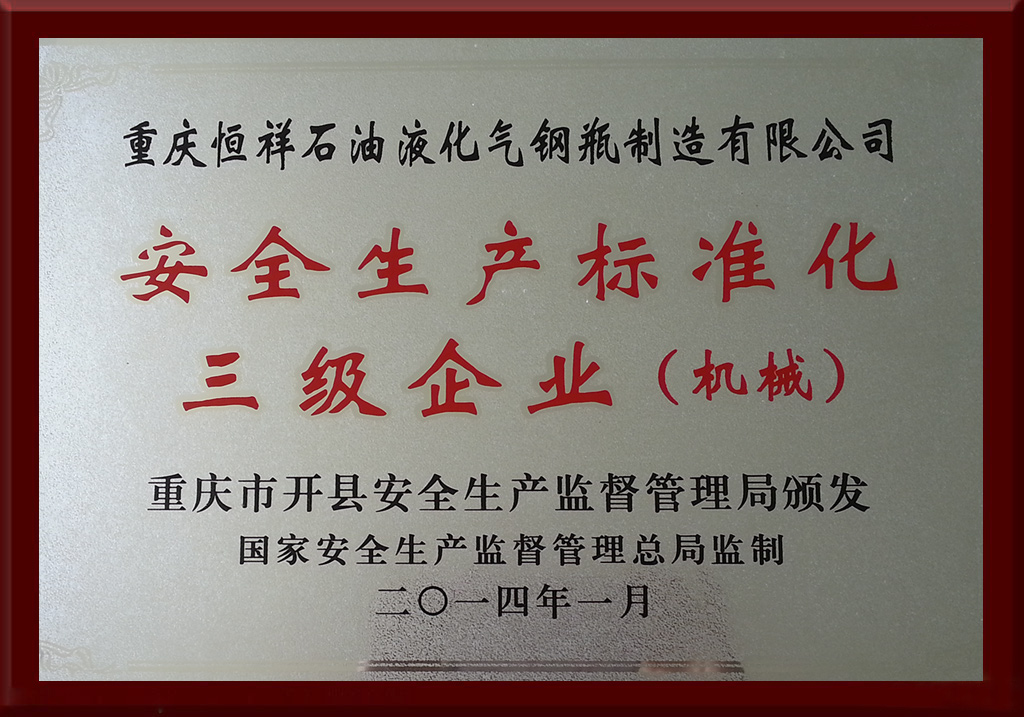 重庆恒祥石油液化气钢瓶制造有限公司
安全生产标准化
三级企业（机械）
重庆市开县安全生产监督管理局颁发
国家安全生产监督管理总局监制
二〇一四年一月